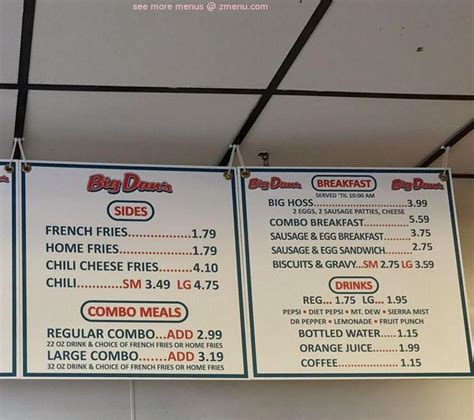 see more menus @ zmenu.com
Big Dan's
SIDES
FRENCH FRIES..................1.79
HOME FRIES.....................1.79
CHILI CHEESE FRIES..........4.10
CHILI...........SM 3.49 LG 4.75
COMBO MEALS
REGULAR COMBO...ADD 2.99
22 OZ DRINK & CHOICE OF FRENCH FRIES OR HOME FRIES
LARGE COMBO........ADD 3.19
32 OZ DRINK & CHOICE OF FRENCH FRIES OR HOME FRIES
Big Dan's BREAKFAST Big Dan's
SERVED 'TIL 10:00 AM
BIG HOSS..............................3.99
2 EGGS, 2 SAUSAGE PATTIES, CHEESE
COMBO BREAKFAST................5.59
SAUSAGE & EGG BREAKFAST......3.75
SAUSAGE & EGG SANDWICH......2.75
BISCUITS & GRAVY...SM 2.75 LG 3.59
DRINKS
REG... 1.75 LG... 1.95
PEPSI • DIET PEPSI • MT. DEW • SIERRA MIST
DR PEPPER • LEMONADE • FRUIT PUNCH
BOTTLED WATER.....1.50
ORANGE JUICE........1.99
COFFEE....................1.15